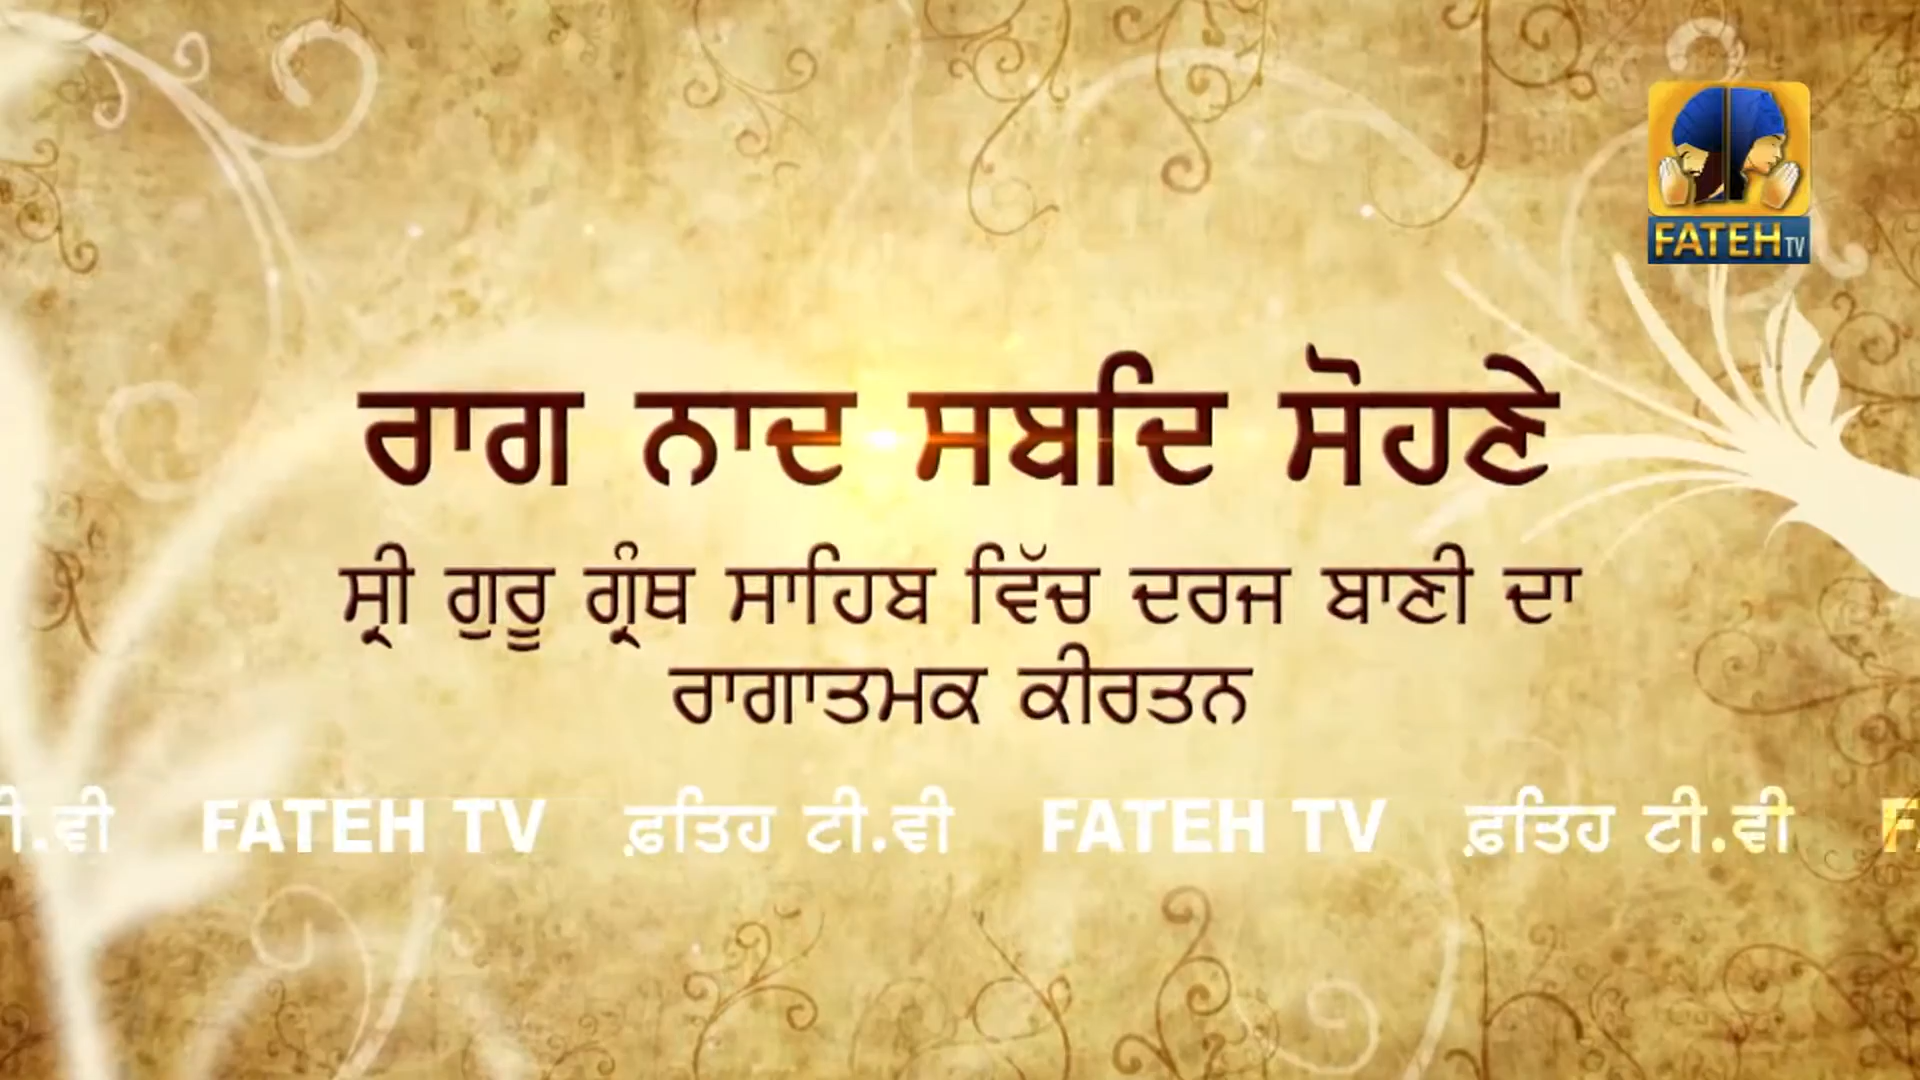 FATEH TV
ਰਾਗ ਨਾਦ ਸਬਦਿ ਸੋਹਣੇ
ਸ੍ਰੀ ਗੁਰੂ ਗ੍ਰੰਥ ਸਾਹਿਬ ਵਿੱਚ ਦਰਜ ਬਾਣੀ ਦਾ
ਰਾਗਾਤਮਕ ਕੀਰਤਨ
FATEH TV ਫ਼ਤਿਹ ਟੀ.ਵੀ FATEH TV ਫ਼ਤਿਹ ਟੀ.ਵੀ